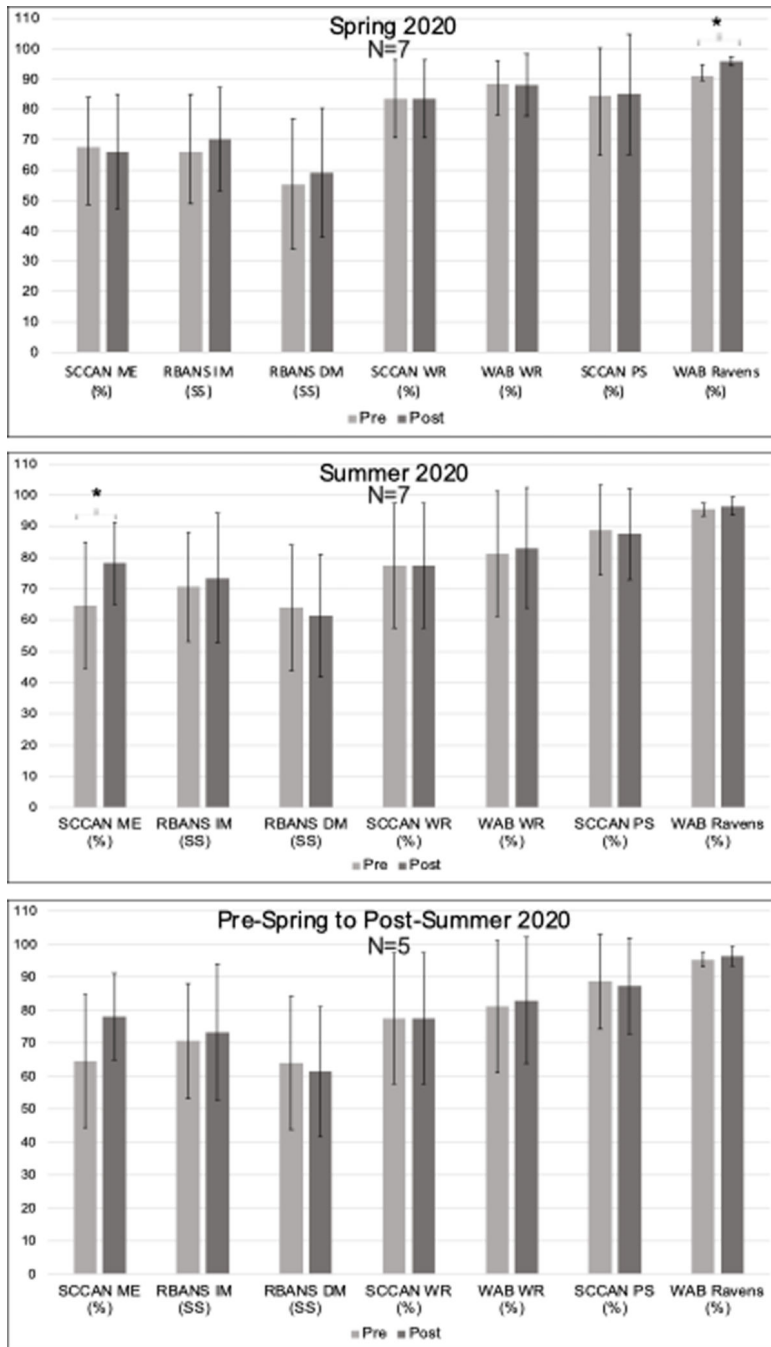 Spring 2020
N=7
*
110
100
90
80
70
60
50
40
30
20
10
0
SCCAN ME (%)
RBANS IM (SS)
RBANS DM (SS)
SCCAN WR (%)
WAB WR (%)
SCCAN PS (%)
WAB Ravens (%)
Pre Post
Summer 2020
N=7
*
110
100
90
80
70
60
50
40
30
20
10
0
SCCAN ME (%)
RBANS IM (SS)
RBANS DM (SS)
SCCAN WR (%)
WAB WR (%)
SCCAN PS (%)
WAB Ravens (%)
Pre Post
Pre-Spring to Post-Summer 2020
N=5
110
100
90
80
70
60
50
40
30
20
10
0
SCCAN ME (%)
RBANS IM (SS)
RBANS DM (SS)
SCCAN WR (%)
WAB WR (%)
SCCAN PS (%)
WAB Ravens (%)
Pre Post